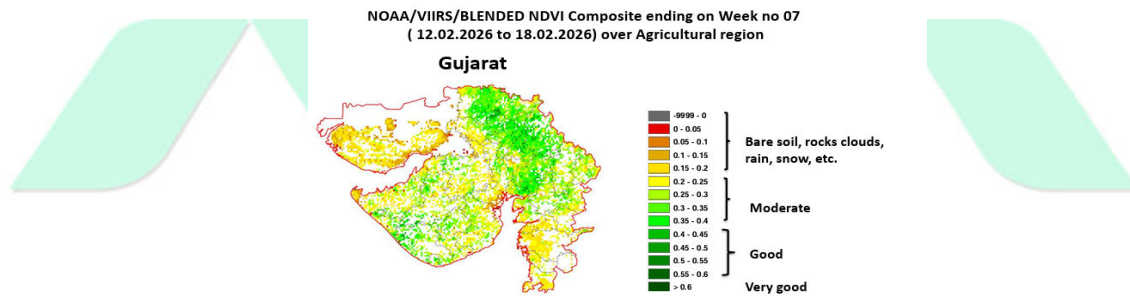 NOAA/VIIRS/BLENDED NDVI Composite ending on Week no 07
( 12.02.2026 to 18.02.2026) over Agricultural region
Gujarat
-9999 - 0
0 - 0.05
0.05 - 0.1
0.1 - 0.15
0.15 - 0.2
0.2 - 0.25
0.25 - 0.3
0.3 - 0.35
0.35 - 0.4
0.4 - 0.45
0.45 - 0.5
0.5 - 0.55
0.55 - 0.6
> 0.6
Bare soil, rocks clouds,
rain, snow, etc.
Moderate
Good
Very good